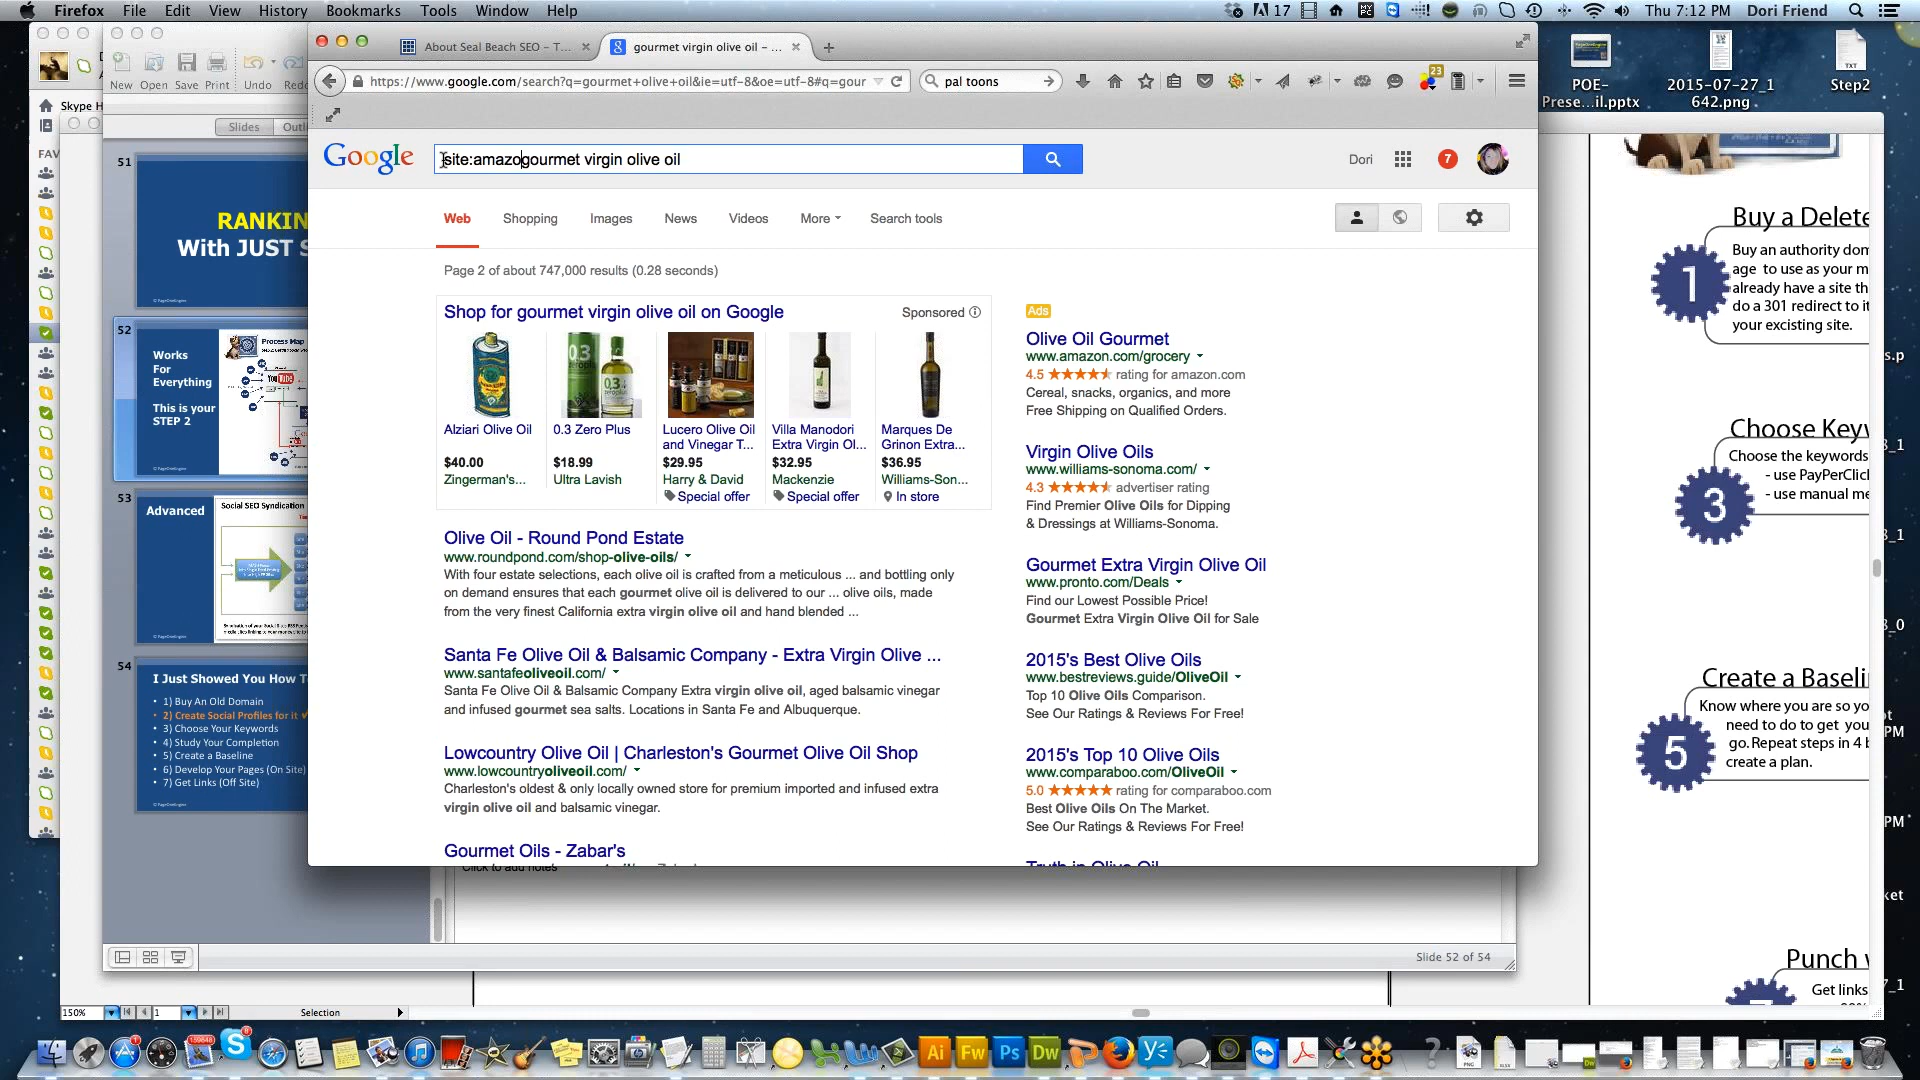 Firefox File Edit View History Bookmarks Tools Window Help
17 Thu 7:12 PM Dori Friend
About Seal Beach SEO – T...
gourmet virgin olive oil – ...
https://www.google.com/search?q=gourmet+olive+oil&ie=utf-8&oe=utf-8#q=gour
pal toons
23
New Open Save Print Undo
Skype H
Slides
FAV
Google
site:amazogourmet virgin olive oil
Dori
7
Web Shopping Images News Videos More Search tools
Page 2 of about 747,000 results (0.28 seconds)
Shop for gourmet virgin olive oil on Google
Sponsored
Alziari Olive Oil
$40.00
Zingerman's...
0.3 Zero Plus
$18.99
Ultra Lavish
Lucero Olive Oil
and Vinegar T...
$29.95
Harry & David
Special offer
Villa Manodori
Extra Virgin Ol...
$32.95
Mackenzie
Special offer
Marques De
Grinon Extra...
$36.95
Williams-Son...
In store
Olive Oil - Round Pond Estate
www.roundpond.com/shop-olive-oils/
With four estate selections, each olive oil is crafted from a meticulous ... and bottling only
on demand ensures that each gourmet olive oil is delivered to our ... olive oils, made
from the very finest California extra virgin olive oil and hand blended ...
Santa Fe Olive Oil & Balsamic Company - Extra Virgin Olive ...
www.santafeoliveoil.com/
Santa Fe Olive Oil & Balsamic Company Extra virgin olive oil, aged balsamic vinegar
and infused gourmet sea salts. Locations in Santa Fe and Albuquerque.
Lowcountry Olive Oil | Charleston's Gourmet Olive Oil Shop
www.lowcountryoliveoil.com/
Charleston's oldest & only locally owned store for premium imported and infused extra
virgin olive oil and balsamic vinegar.
Gourmet Oils - Zabar's
Click to add notes
Ads
Olive Oil Gourmet
www.amazon.com/grocery
4.5 rating for amazon.com
Cereal, snacks, organics, and more
Free Shipping on Qualified Orders.
Virgin Olive Oils
www.williams-sonoma.com/
4.3 advertiser rating
Find Premier Olive Oils for Dipping
& Dressings at Williams-Sonoma.
Gourmet Extra Virgin Olive Oil
www.pronto.com/Deals
Find our Lowest Possible Price!
Gourmet Extra Virgin Olive Oil for Sale
2015's Best Olive Oils
www.bestreviews.guide/OliveOil
Top 10 Olive Oils Comparison.
See Our Ratings & Reviews For Free!
2015's Top 10 Olive Oils
www.comparaboo.com/OliveOil
5.0 rating for comparaboo.com
Best Olive Oils On The Market.
See Our Ratings & Reviews For Free!
Truth in Olive Oil
51
RANKIN
With JUST S
52
Works
For
Everything
This is your
STEP 2
Process Map
You Tube
53
Advanced
Social SEO Syndication
54
I Just Showed You How T
• 1) Buy An Old Domain
• 2) Create Social Profiles for it
• 3) Choose Your Keywords
• 4) Study Your Completion
• 5) Create a Baseline
• 6) Develop Your Pages (On Site)
• 7) Get Links (Off Site)
Slide 52 of 54
150%
1
Selection
POE-
Prese...il.pptx
2015-07-27_1
642.png
TXT
Step2
1
Buy a Delete
Buy an authority dom
age to use as your m
already have a site th
do a 301 redirect to it
your excisting site.
3
Choose Keyw
Choose the keywords
- use PayPerClic
- use manual me
5
Create a Baseli
Know where you are so yo
need to do to get you
go. Repeat steps in 4 b
create a plan.
Punch
Get links
Ai Fw Ps Dw